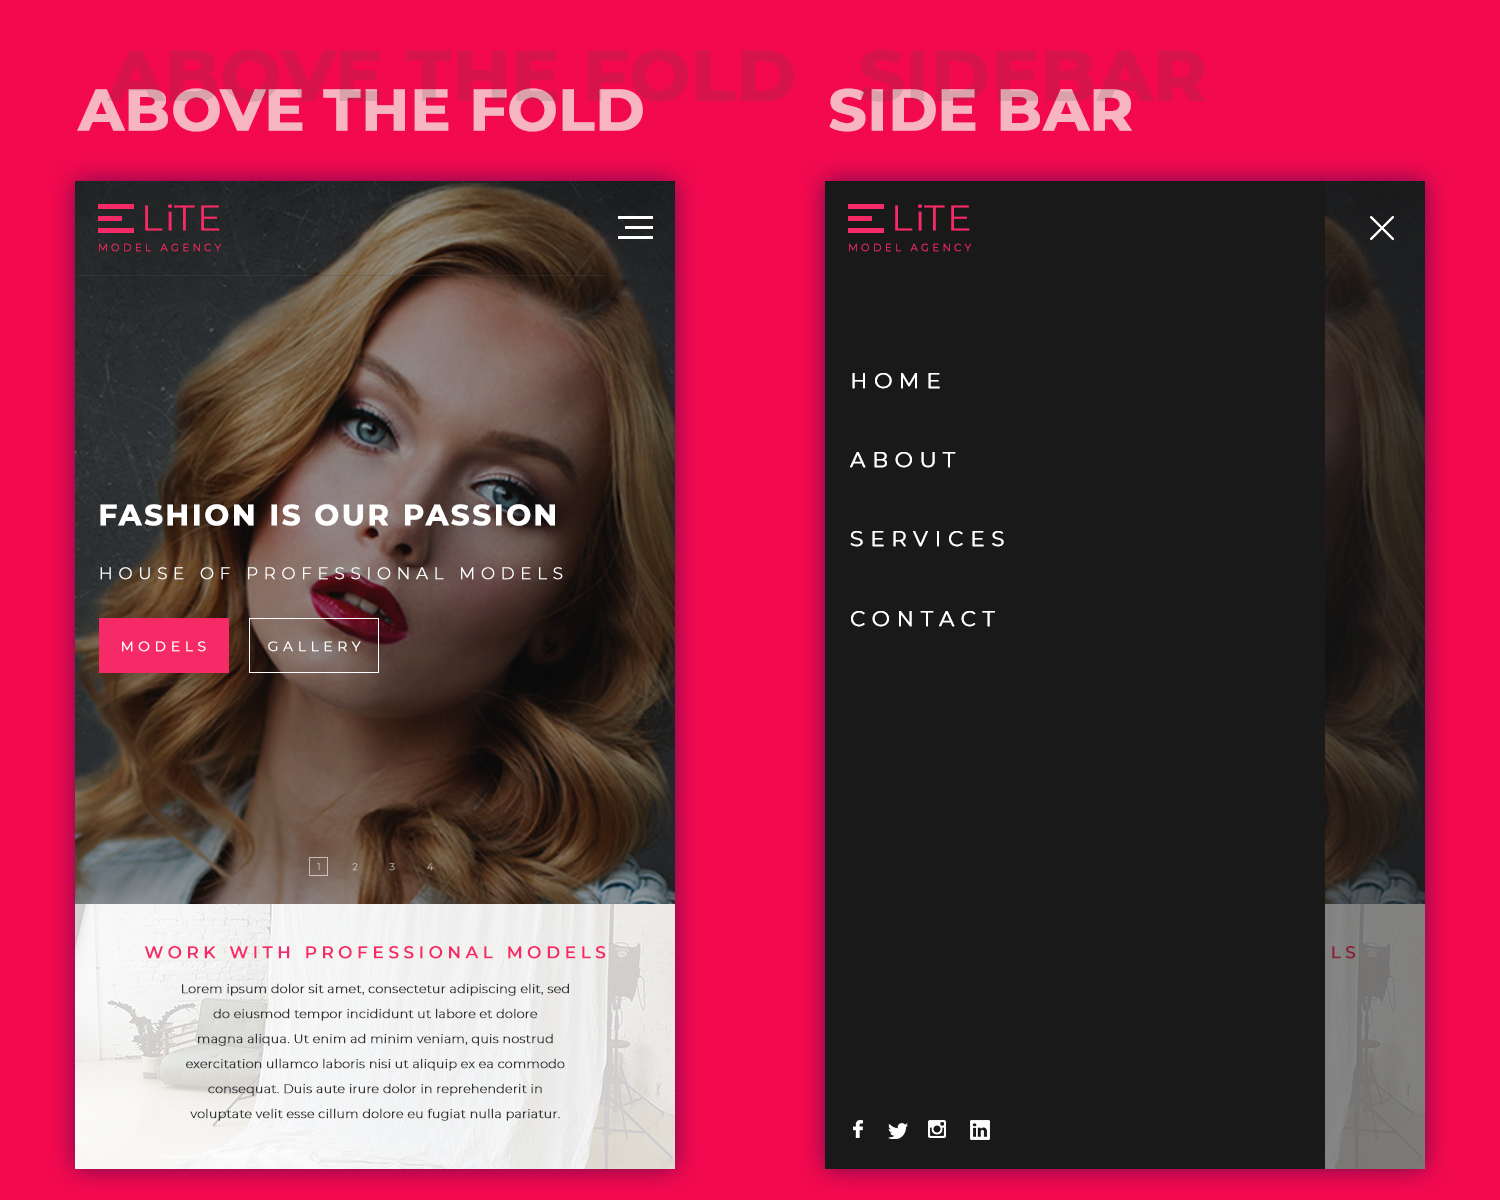 ABOVE THE FOLD
SIDEBAR
ABOVE THE FOLD
SIDE BAR
ELiTE
MODEL AGENCY
FASHION IS OUR PASSION
HOUSE OF PROFESSIONAL MODELS
MODELS
GALLERY
1 2 3 4
WORK WITH PROFESSIONAL MODELS
Lorem ipsum dolor sit amet, consectetur adipiscing elit, sed
do eiusmod tempor incididunt ut labore et dolore
magna aliqua. Ut enim ad minim veniam, quis nostrud
exercitation ullamco laboris nisi ut aliquip ex ea commodo
consequat. Duis aute irure dolor in reprehenderit in
voluptate velit esse cillum dolore eu fugiat nulla pariatur.
ELiTE
MODEL AGENCY
HOME
ABOUT
SERVICES
CONTACT
LS